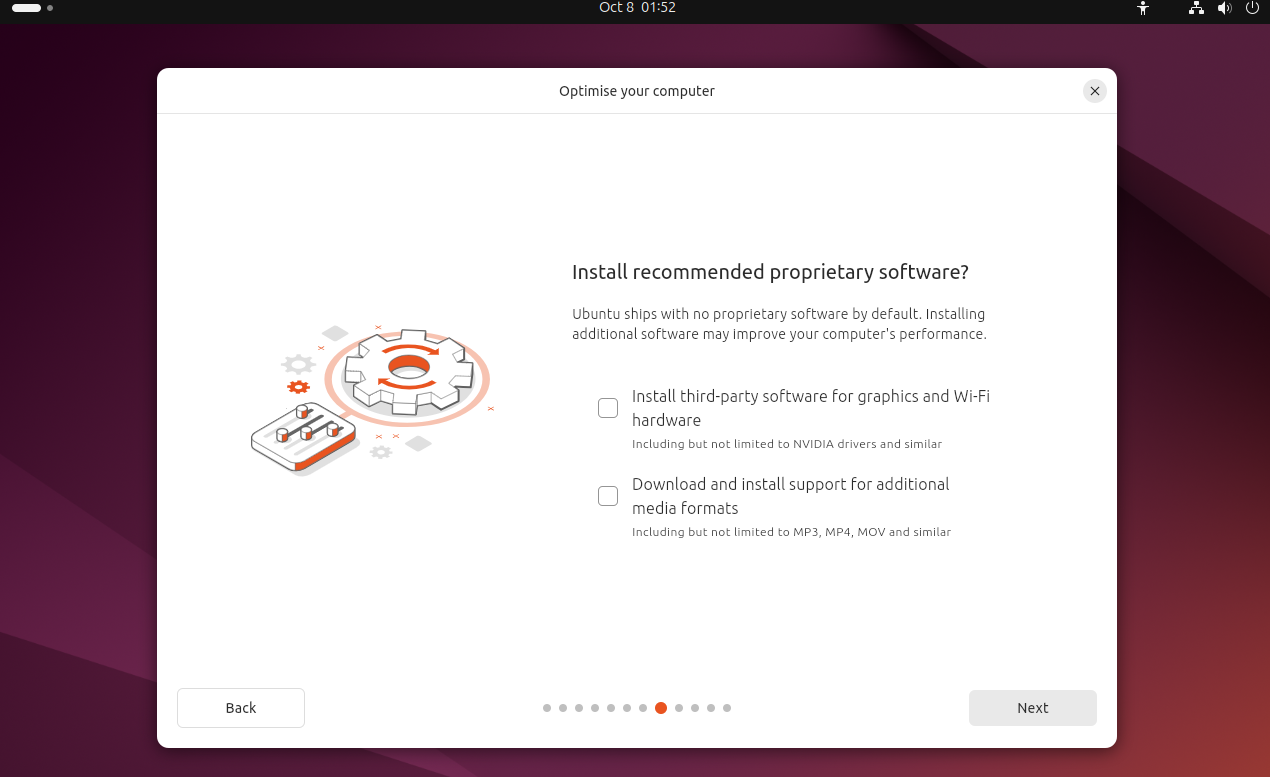 Oct 8 01:52
Optimise your computer
Install recommended proprietary software?
Ubuntu ships with no proprietary software by default. Installing
additional software may improve your computer's performance.
Install third-party software for graphics and Wi-Fi
hardware
Including but not limited to NVIDIA drivers and similar
Download and install support for additional
media formats
Including but not limited to MP3, MP4, MOV and similar
Back
Next